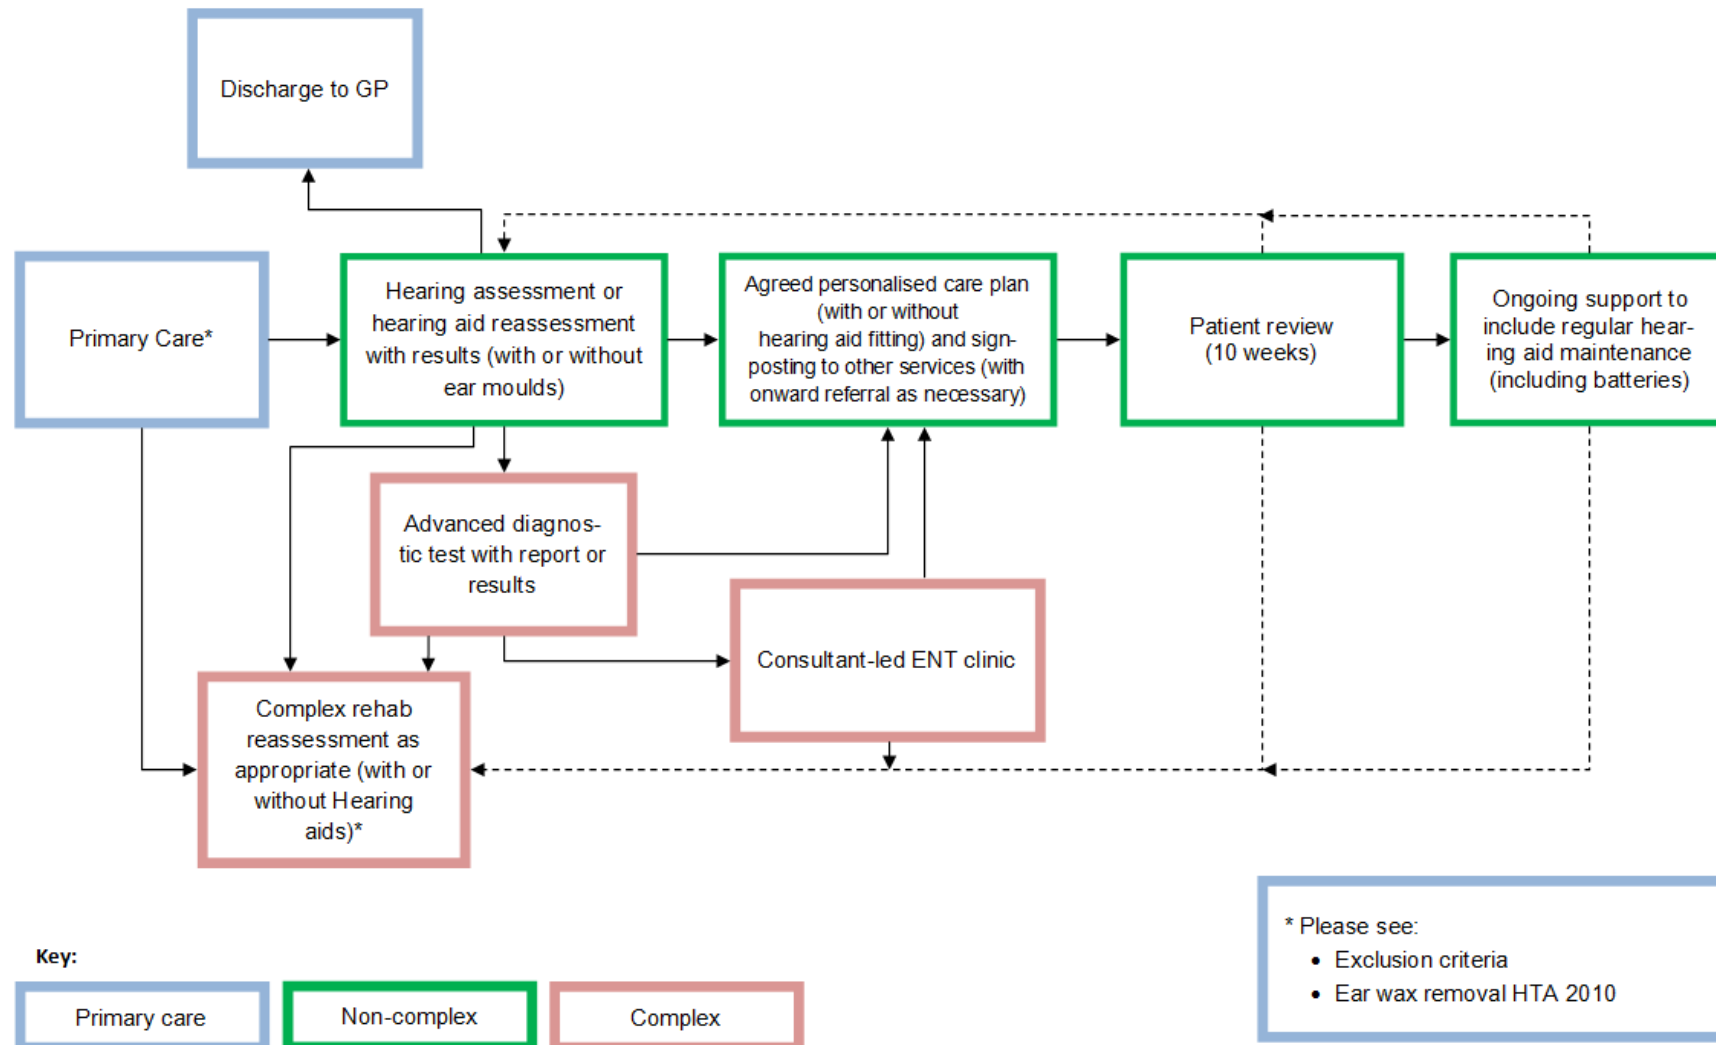 Discharge to GP
Primary Care*
Hearing assessment or
hearing aid reassessment
with results (with or without
ear moulds)
Agreed personalised care plan
(with or without
hearing aid fitting) and sign-
posting to other services (with
onward referral as necessary)
Patient review
(10 weeks)
Ongoing support to
include regular hear-
ing aid maintenance
(including batteries)
Advanced diagnos-
tic test with report or
results
Consultant-led ENT clinic
Complex rehab
reassessment as
appropriate (with or
without Hearing
aids)*
* Please see:
• Exclusion criteria
• Ear wax removal HTA 2010
Key:
Primary care
Non-complex
Complex